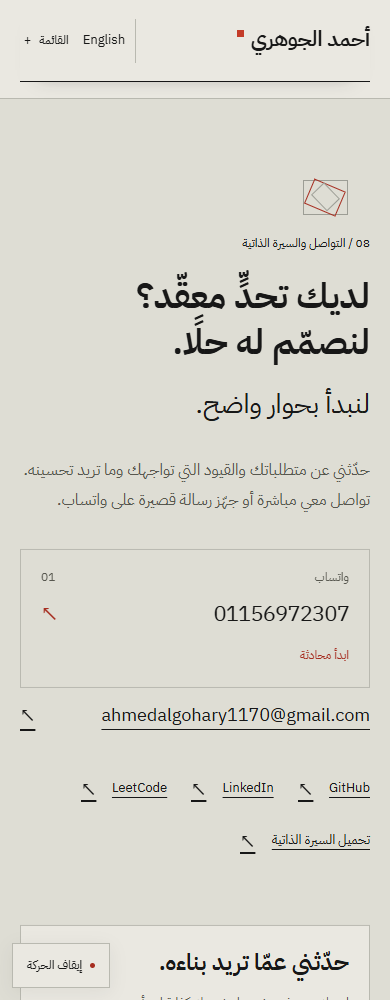 أحمد الجوهري
English
القائمة +
08 / التواصل والسيرة الذاتية
لديك تحدٍّ معقّد؟
لنصمّم له حلًا.
لنبدأ بحوار واضح.
حدّثني عن متطلباتك والقيود التي تواجهك وما تريد تحسينه.
تواصل معي مباشرة أو جهّز رسالة قصيرة على واتساب.
واتساب
01
01156972307
↖
ابدأ محادثة
ahmedalgohary1170@gmail.com ↖
GitHub ↖ LinkedIn ↖ LeetCode ↖
تحميل السيرة الذاتية ↖
حدّثني عمّا تريد بناءه.
إيقاف الحركة